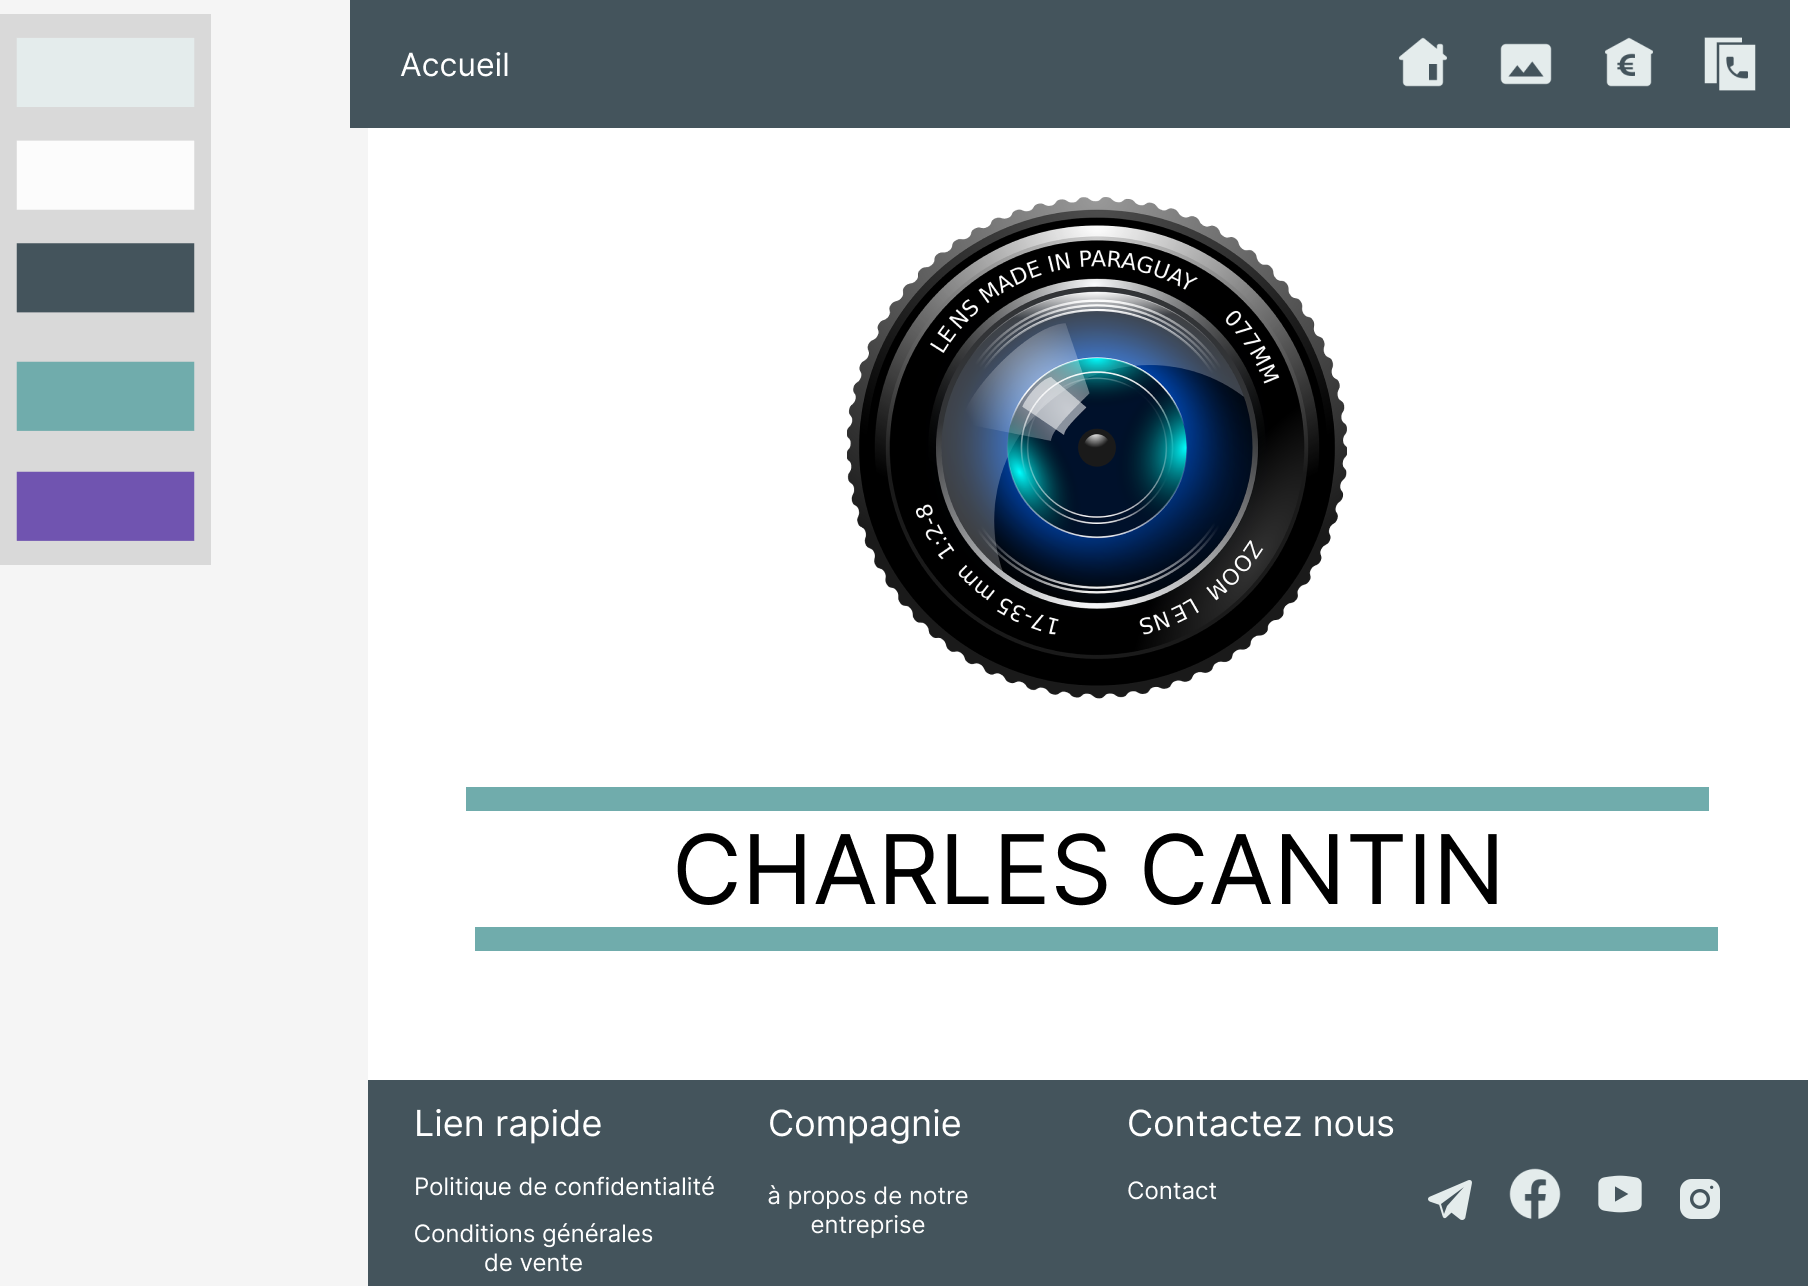 Accueil
LENS MADE IN PARAGUAY
077MM
ZOOM LENS
17-35 mm 1:2-8
CHARLES CANTIN
Lien rapide
Politique de confidentialité
Conditions générales
de vente
Compagnie
à propos de notre
entreprise
Contactez nous
Contact